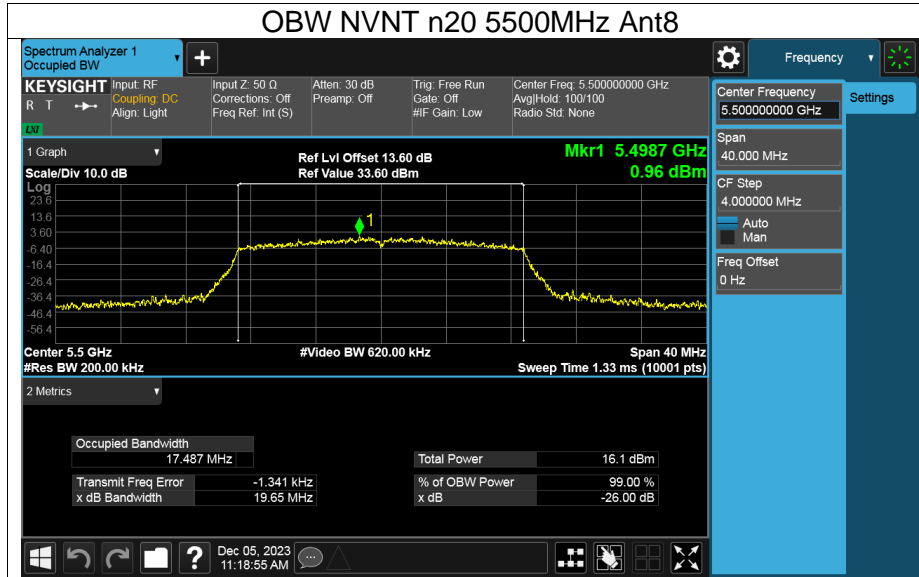 OBW NVNT n20 5500MHz Ant8
Spectrum Analyzer 1
Occupied BW
+
Frequency
KEYSIGHT
R T
LXI
Input: RF
Coupling: DC
Align: Light
Input Z: 50 Ω
Corrections: Off
Freq Ref: Int (S)
Atten: 30 dB
Preamp: Off
Trig: Free Run
Gate: Off
#IF Gain: Low
Center Freq: 5.500000000 GHz
Avg|Hold: 100/100
Radio Std: None
Center Frequency
5.500000000 GHz
Settings
Span
40.000 MHz
CF Step
4.000000 MHz
Auto
Man
Freq Offset
0 Hz
1 Graph
Scale/Div 10.0 dB
Ref Lvl Offset 13.60 dB
Ref Value 33.60 dBm
Mkr1 5.4987 GHz
0.96 dBm
Log
23.6
13.6
3.60
-6.40
-16.4
-26.4
-36.4
-46.4
-56.4
1
Center 5.5 GHz
#Res BW 200.00 kHz
#Video BW 620.00 kHz
Span 40 MHz
Sweep Time 1.33 ms (10001 pts)
2 Metrics
Occupied Bandwidth
17.487 MHz
Total Power 16.1 dBm
Transmit Freq Error -1.341 kHz
% of OBW Power 99.00 %
x dB Bandwidth 19.65 MHz
x dB -26.00 dB
?
Dec 05, 2023
11:18:55 AM